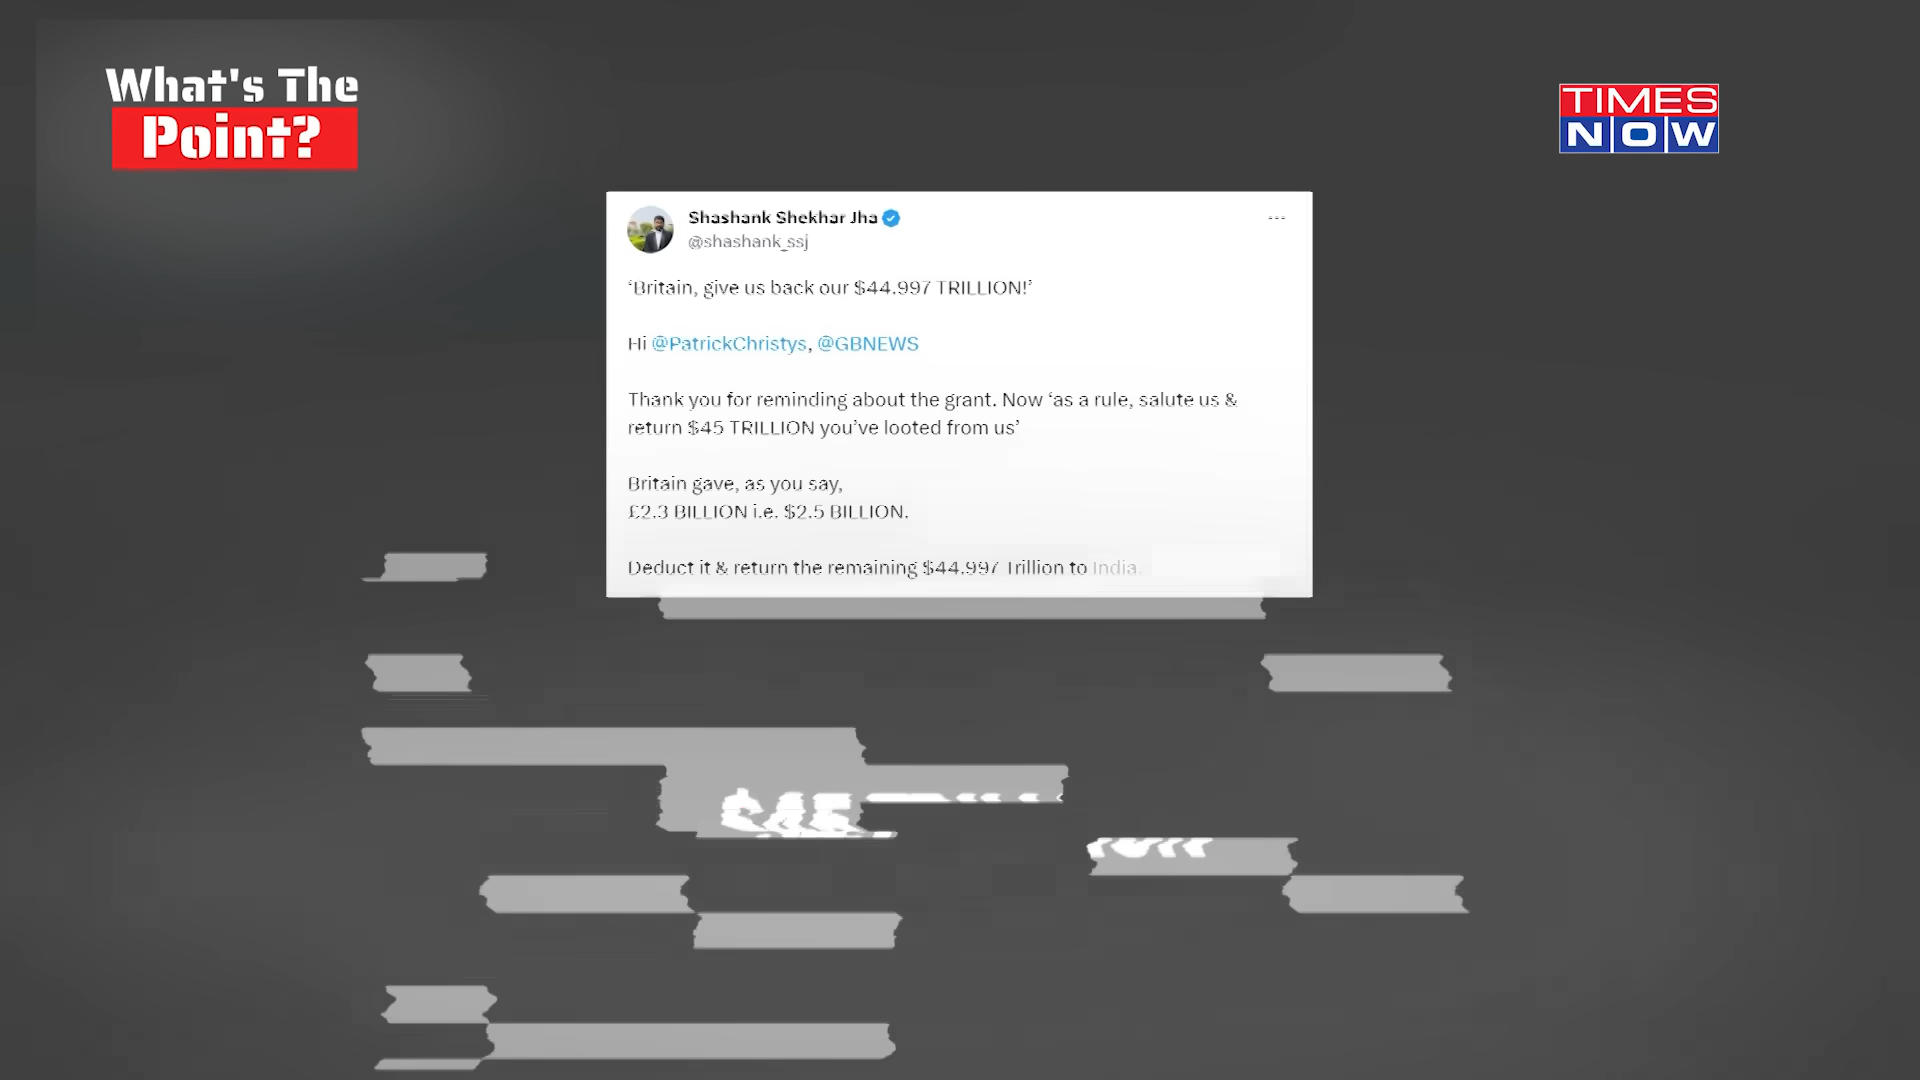 What's The
Point?
TIMES
NOW
Shashank Shekhar Jha
@shashank_ssj
‘Britain, give us back our $44.997 TRILLION!’
Hi @PatrickChristys, @GBNEWS
Thank you for reminding about the grant. Now ‘as a rule, salute us &
return $45 TRILLION you’ve looted from us’
Britain gave, as you say,
£2.3 BILLION i.e. $2.5 BILLION.
Deduct it & return the remaining $44.997 Trillion to India.
$45